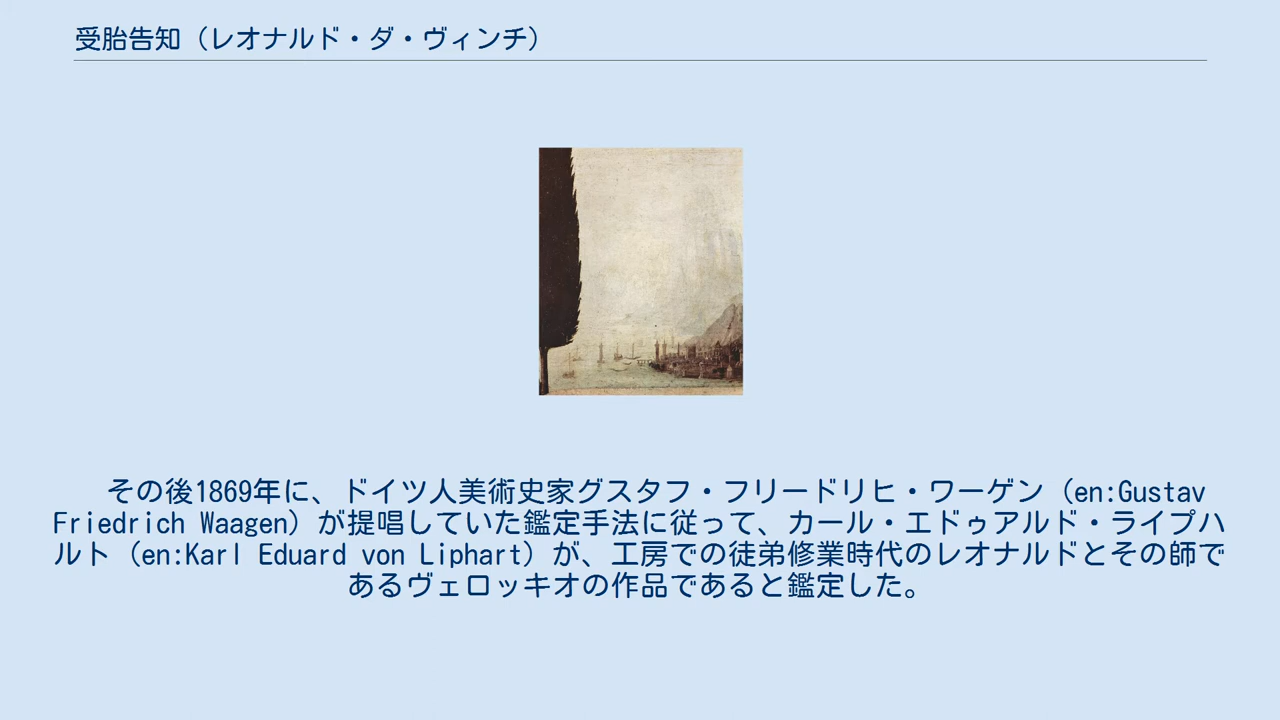 受胎告知（レオナルド・ダ・ヴィンチ）
その後1869年に、ドイツ人美術史家グスタフ・フリードリヒ・ワーゲン（en:Gustav
Friedrich Waagen）が提唱していた鑑定手法に従って、カール・エドゥアルド・ライプハ
ルト（en:Karl Eduard von Liphart）が、工房での徒弟修業時代のレオナルドとその師で
あるヴェロッキオの作品であると鑑定した。